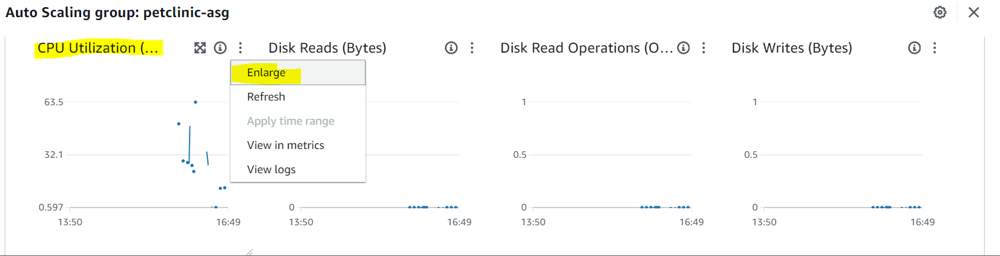 Auto Scaling group: petclinic-asg
CPU Utilization (...
Disk Reads (Bytes)
Disk Read Operations (O...
Disk Writes (Bytes)
Enlarge
Refresh
Apply time range
View in metrics
View logs
63.5
32.1
0.597
13:50
16:49
0
13:50
16:49
1
0.5
0
13:50
16:49
1
0.5
0
13:50
16:49